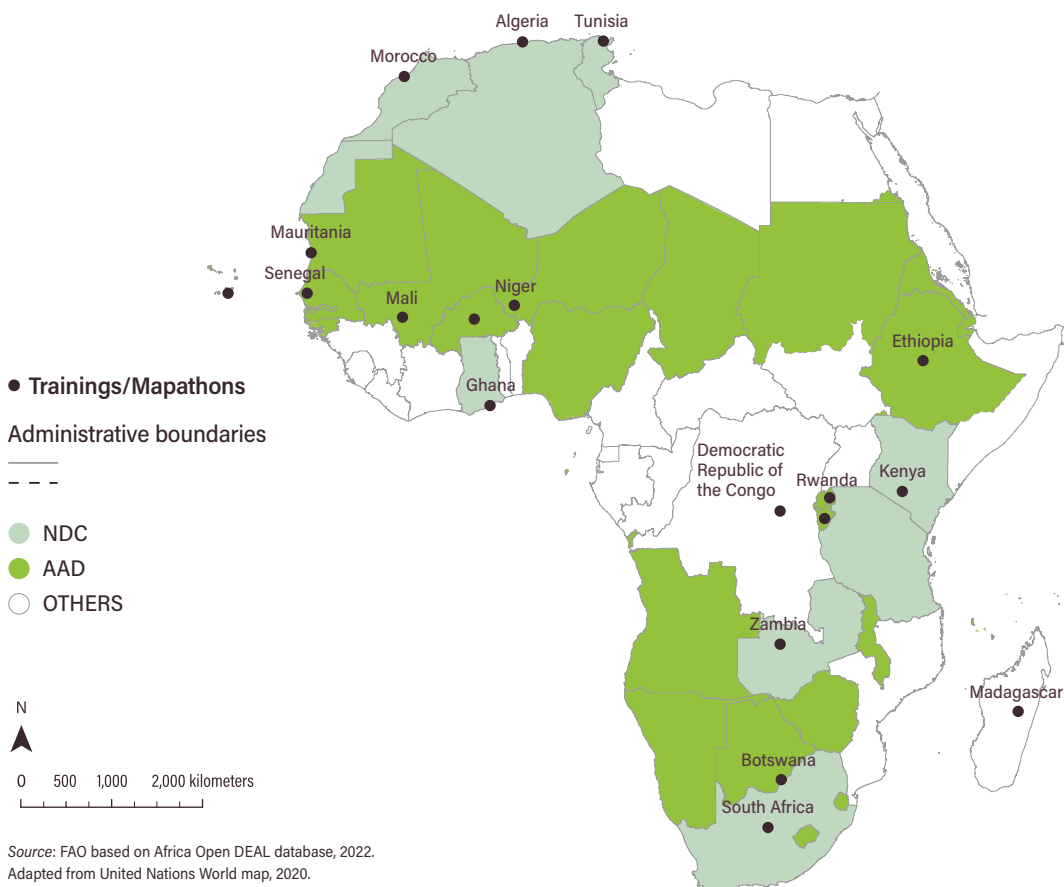 Algeria
Tunisia
Morocco
Mauritania
Senegal
Mali
Niger
Ethiopia
Ghana
Democratic
Republic of
the Congo
Rwanda
Kenya
Zambia
Madagascar
Botswana
South Africa
Trainings/Mapathons
Administrative boundaries
NDC
AAD
OTHERS
N
0 500 1,000 2,000 kilometers
Source: FAO based on Africa Open DEAL database, 2022.
Adapted from United Nations World map, 2020.